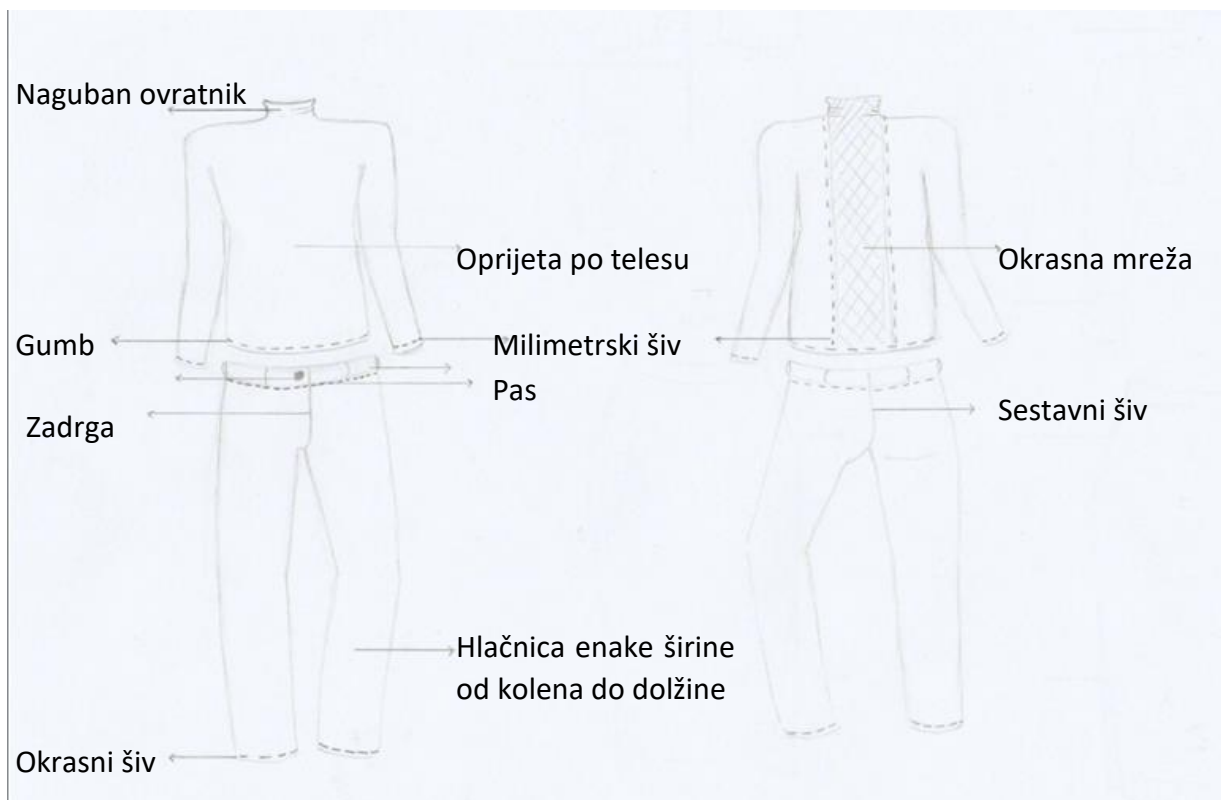 Naguban ovratnik
Oprijeta po telesu
Okrasna mreža
Gumb
Milimetrski šiv
Pas
Zadrga
Sestavni šiv
Hlačnica enake širine
od kolena do dolžine
Okrasni šiv